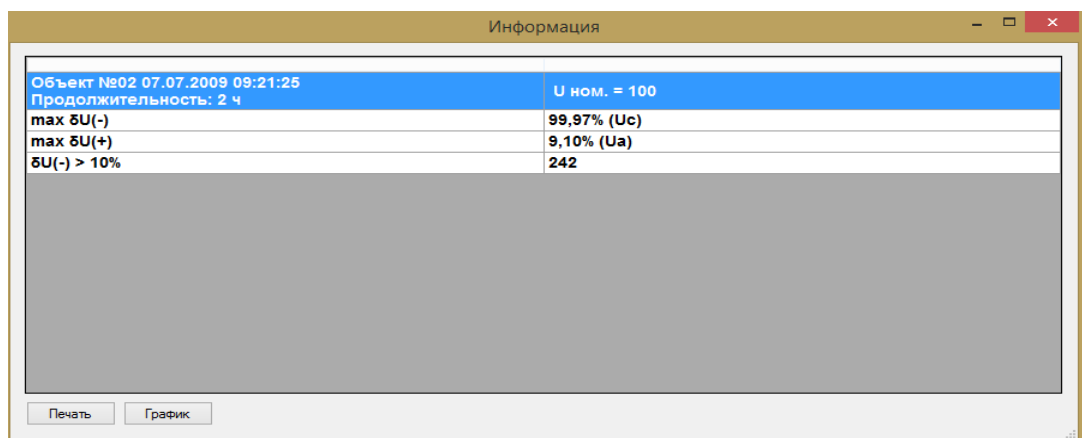 Информация
Объект №02 07.07.2009 09:21:25
Продолжительность: 2 ч
U ном. = 100
max δU(-)
99,97% (Uc)
max δU(+)
9,10% (Ua)
δU(-) > 10%
242
Печать
График